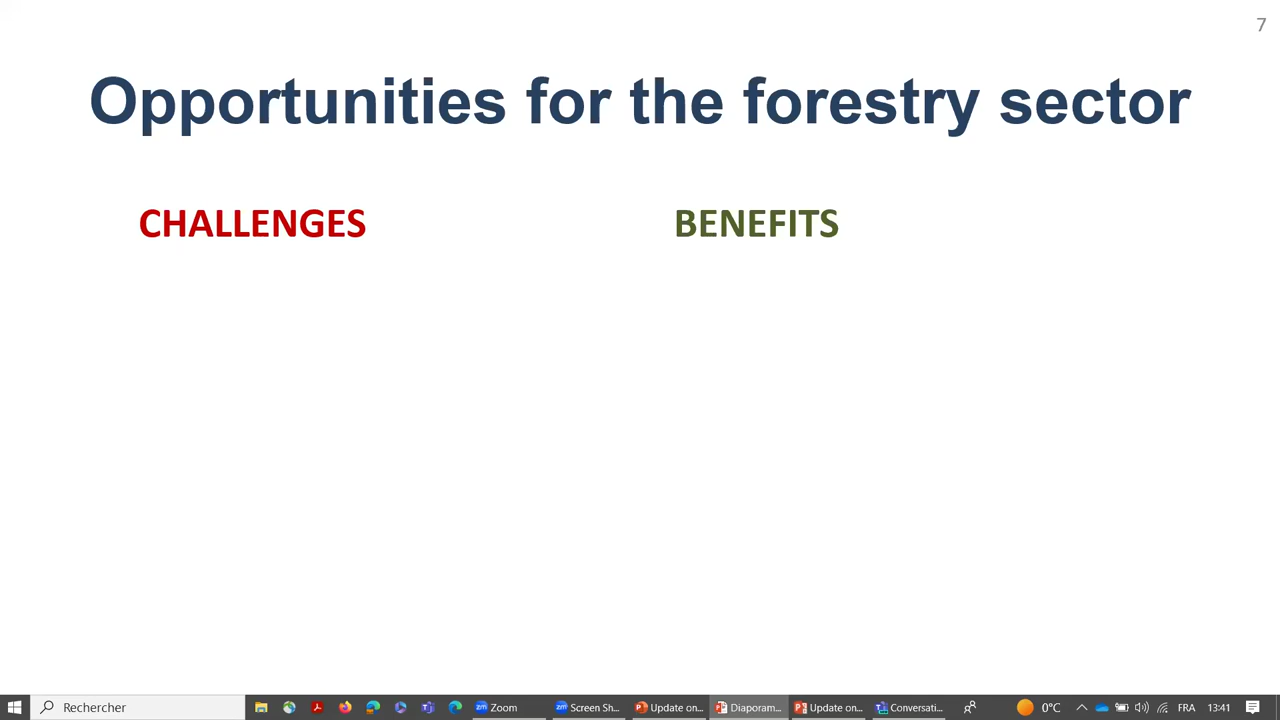 7
Opportunities for the forestry sector
CHALLENGES
BENEFITS
Rechercher
Zoom
Screen Sh...
Update on...
Diaporam...
Update on...
Conversati...
0°C
FRA
13:41